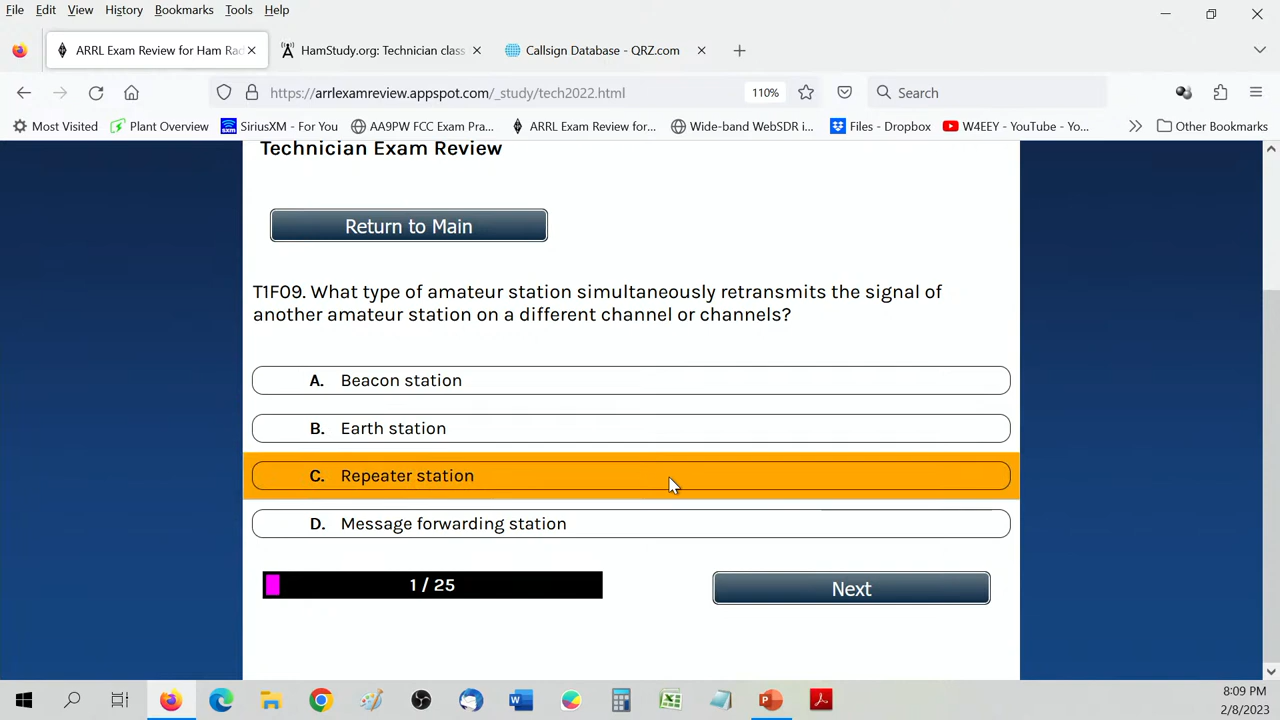 File Edit View History Bookmarks Tools Help
ARRL Exam Review for Ham Rad
HamStudy.org: Technician class
Callsign Database - QRZ.com
https://arrlexamreview.appspot.com/_study/tech2022.html 110% Search
Most Visited Plant Overview SiriusXM - For You AA9PW FCC Exam Pra... ARRL Exam Review for... Wide-band WebSDR i... Files - Dropbox W4EEY - YouTube - Yo... Other Bookmarks
Technician Exam Review
Return to Main
T1F09. What type of amateur station simultaneously retransmits the signal of
another amateur station on a different channel or channels?
A. Beacon station
B. Earth station
C. Repeater station
D. Message forwarding station
1 / 25
Next
8:09 PM
2/8/2023